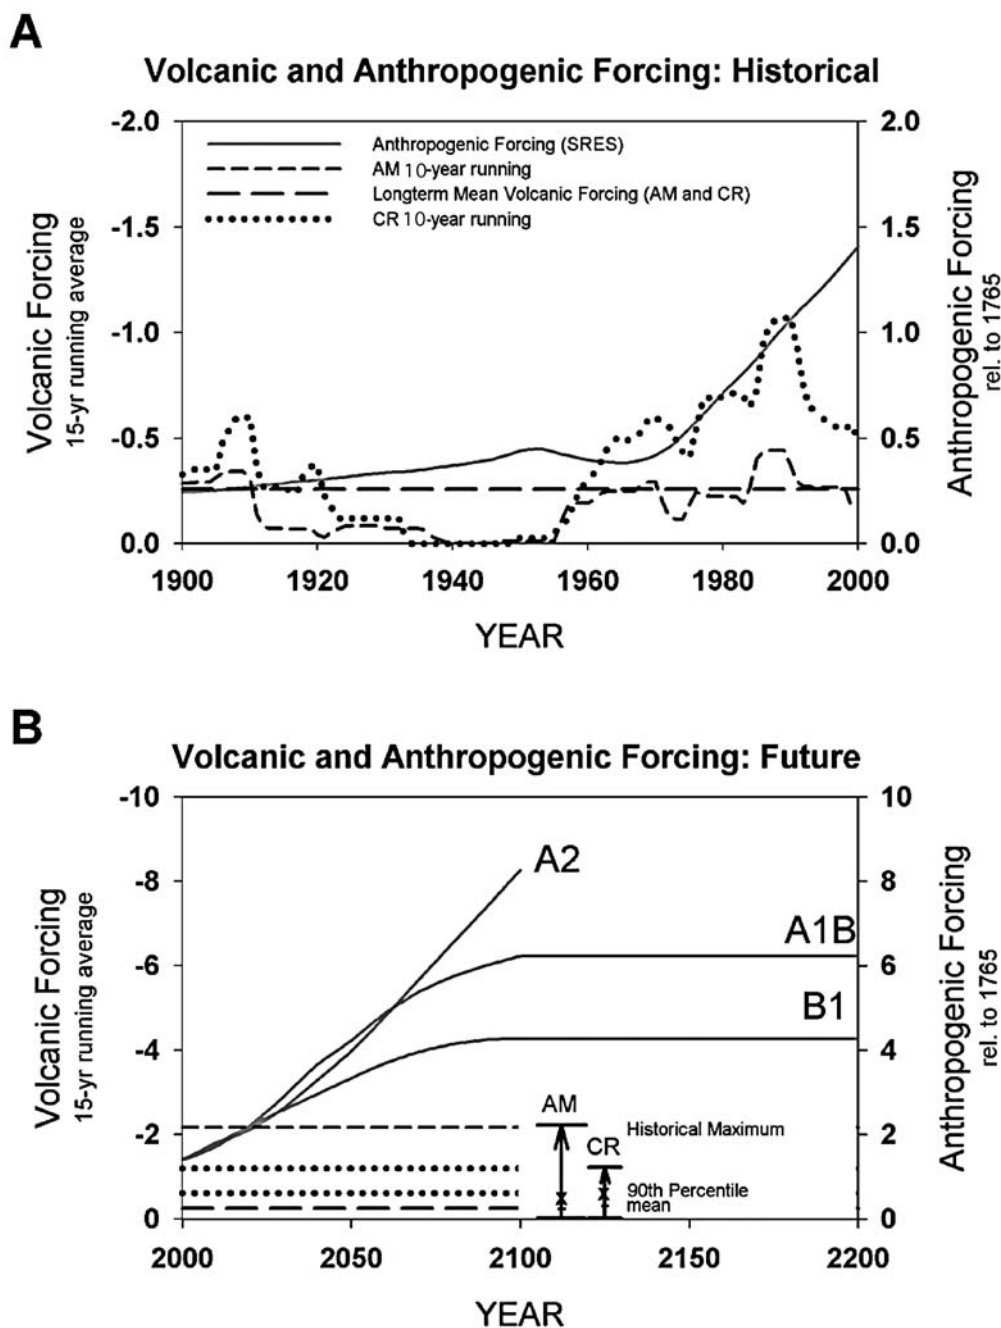 A
Volcanic and Anthropogenic Forcing: Historical
-2.0
-1.5
-1.0
-0.5
0.0
Volcanic Forcing
15-yr running average
Anthropogenic Forcing (SRES)
AM 10-year running
Longterm Mean Volcanic Forcing (AM and CR)
CR 10-year running
2.0
1.5
1.0
0.5
0.0
Anthropogenic Forcing
rel. to 1765
1900 1920 1940 1960 1980 2000
YEAR
B
Volcanic and Anthropogenic Forcing: Future
-10
-8
-6
-4
-2
0
Volcanic Forcing
15-yr running average
A2
A1B
B1
AM
Historical Maximum
CR
90th Percentile
mean
10
8
6
4
2
0
Anthropogenic Forcing
rel. to 1765
2000 2050 2100 2150 2200
YEAR